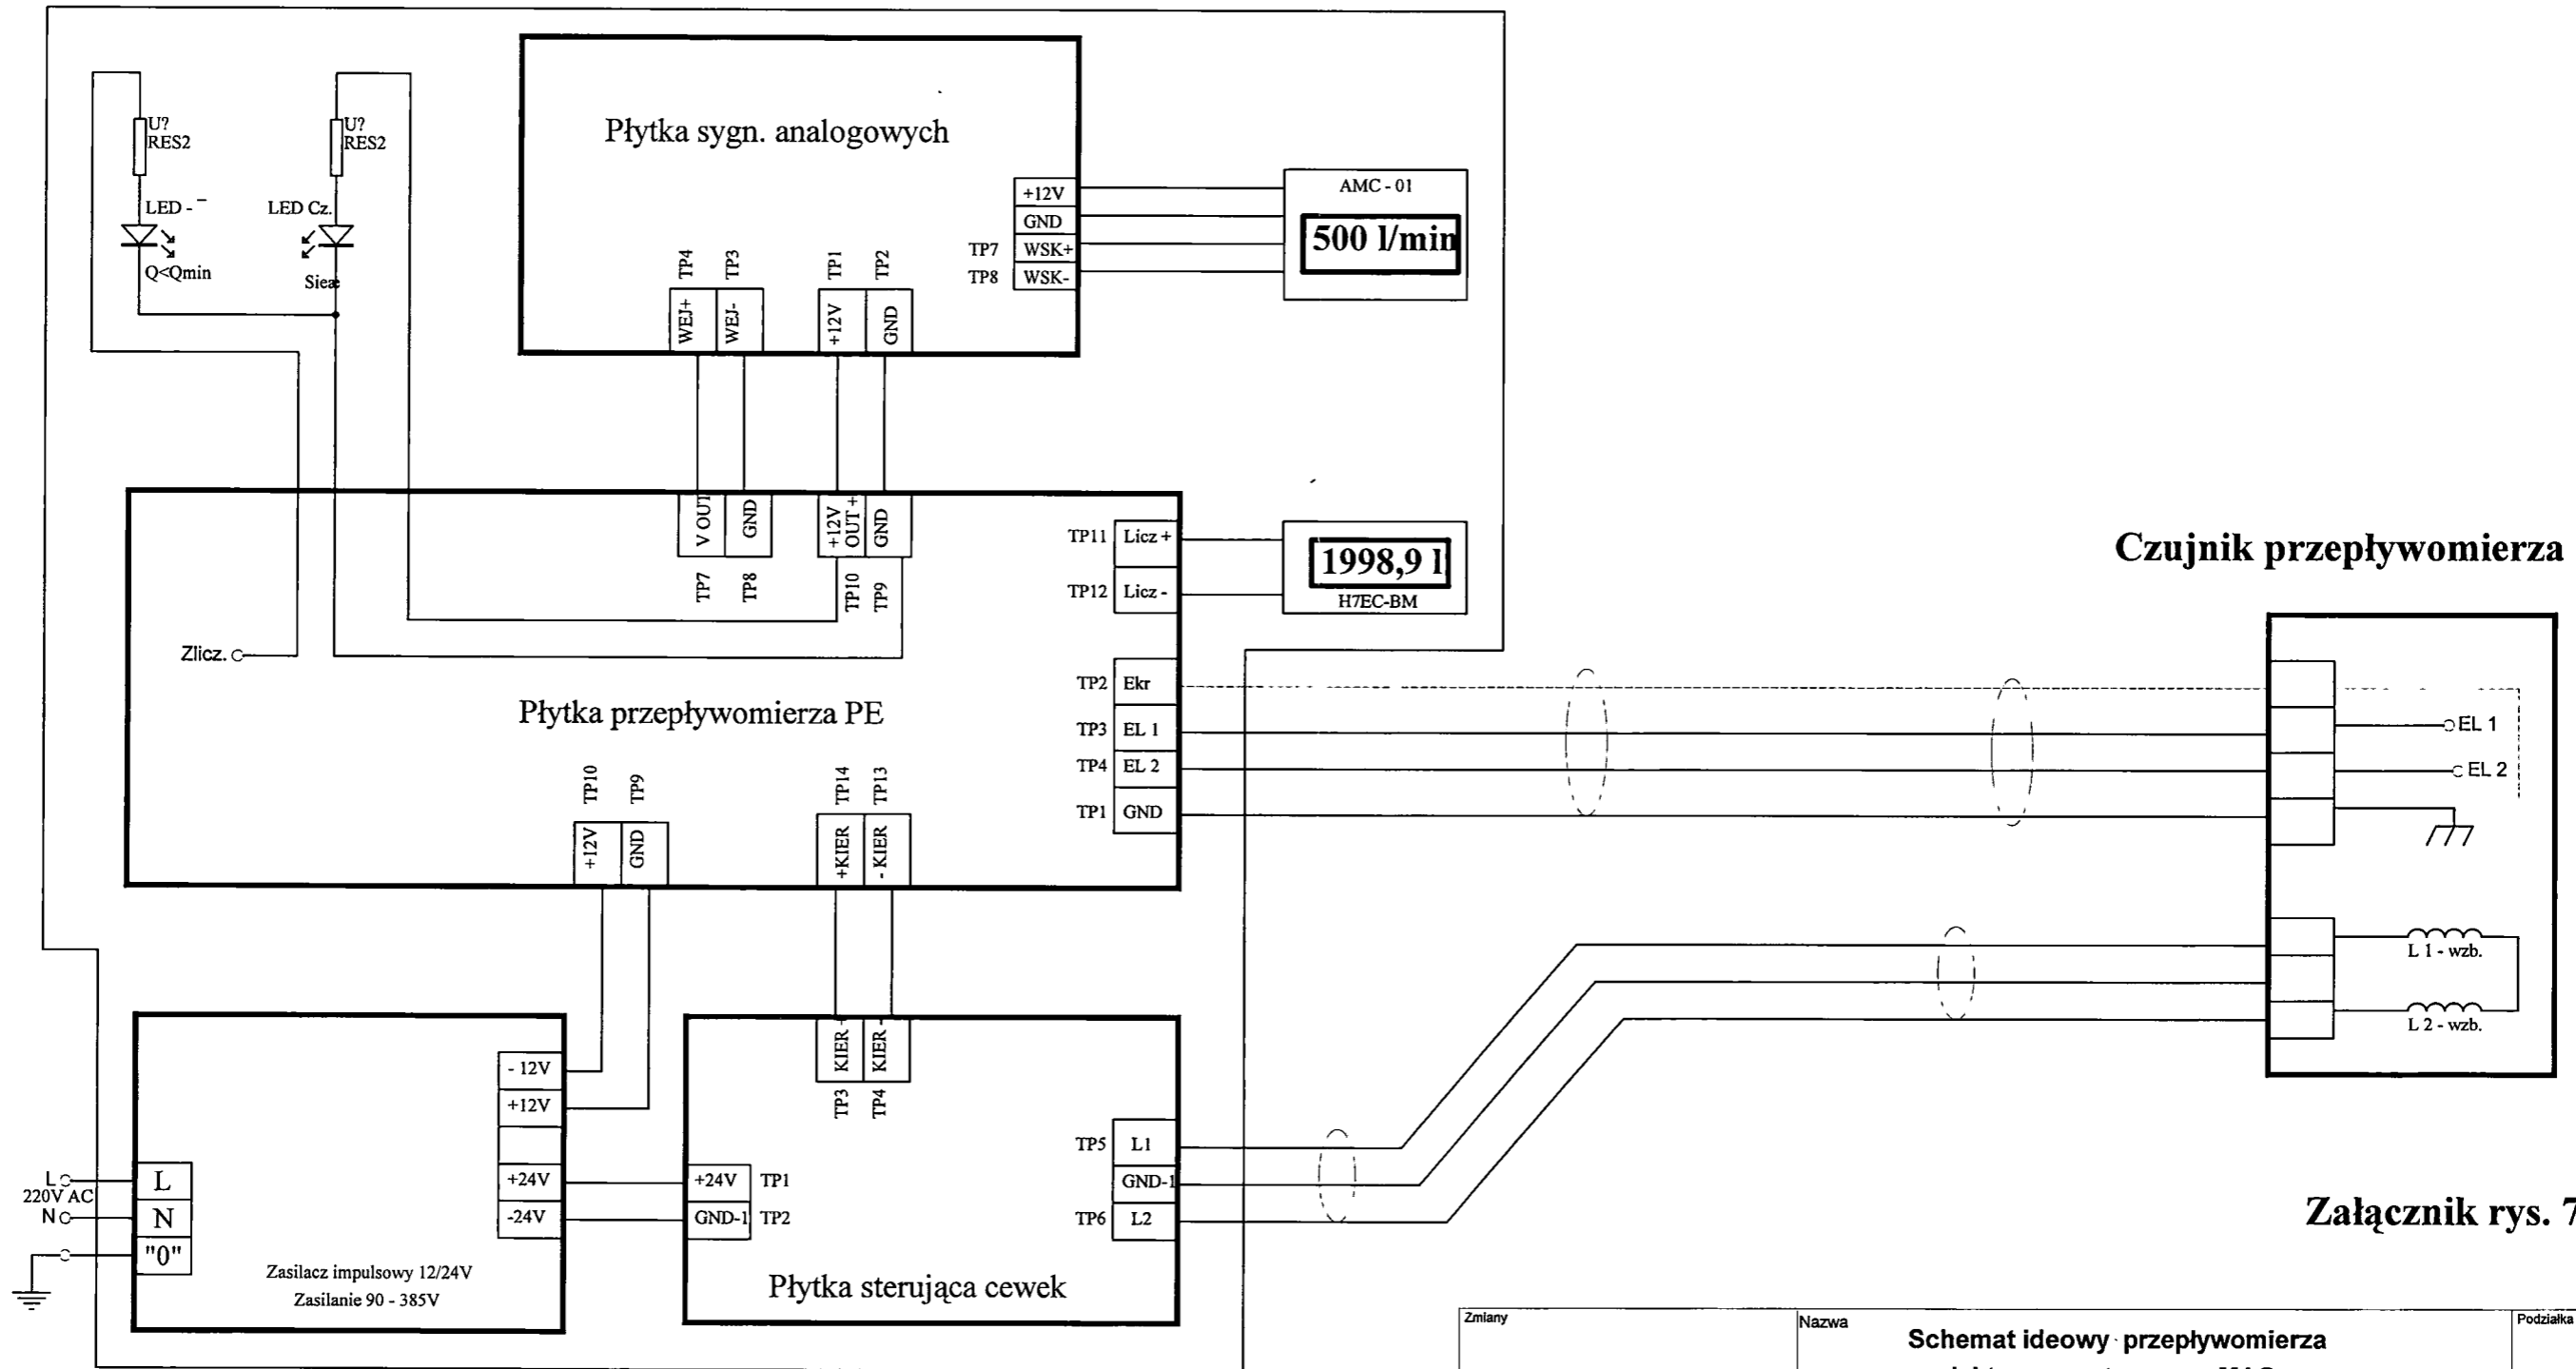 Płytka sygn. analogowych
U?
RES2
U?
RES2
LED -
LED Cz.
Q<Qmin
Sieæ
+12V
GND
TP7 WSK+
TP8 WSK-
AMC - 01
500 l/min
TP4 TP3 TP1 TP2
WEJ+ WEJ- +12V GND
V OUT GND +12V OUT + GND
TP7 TP8 TP10 TP9
TP11 Licz +
TP12 Licz -
1998,9 l
H7EC-BM
Zlicz.
Płytka przepływomierza PE
TP2 Ekr
TP3 EL 1
TP4 EL 2
TP1 GND
TP10 TP9 TP14 TP13
+12V GND +KIER - KIER
Czujnik przepływomierza
EL 1
EL 2
L 1 - wzb.
L 2 - wzb.
- 12V
+12V
+24V
-24V
L
220V AC
N
L
N
"0"
Zasilacz impulsowy 12/24V
Zasilanie 90 - 385V
KIER - KIER -
TP3 TP4
+24V TP1
GND-1 TP2
TP5 L1
GND-1
TP6 L2
Płytka sterująca cewek
Załącznik rys. 7
Zmiany
Nazwa
Schemat ideowy przepływomierza
Podziałka